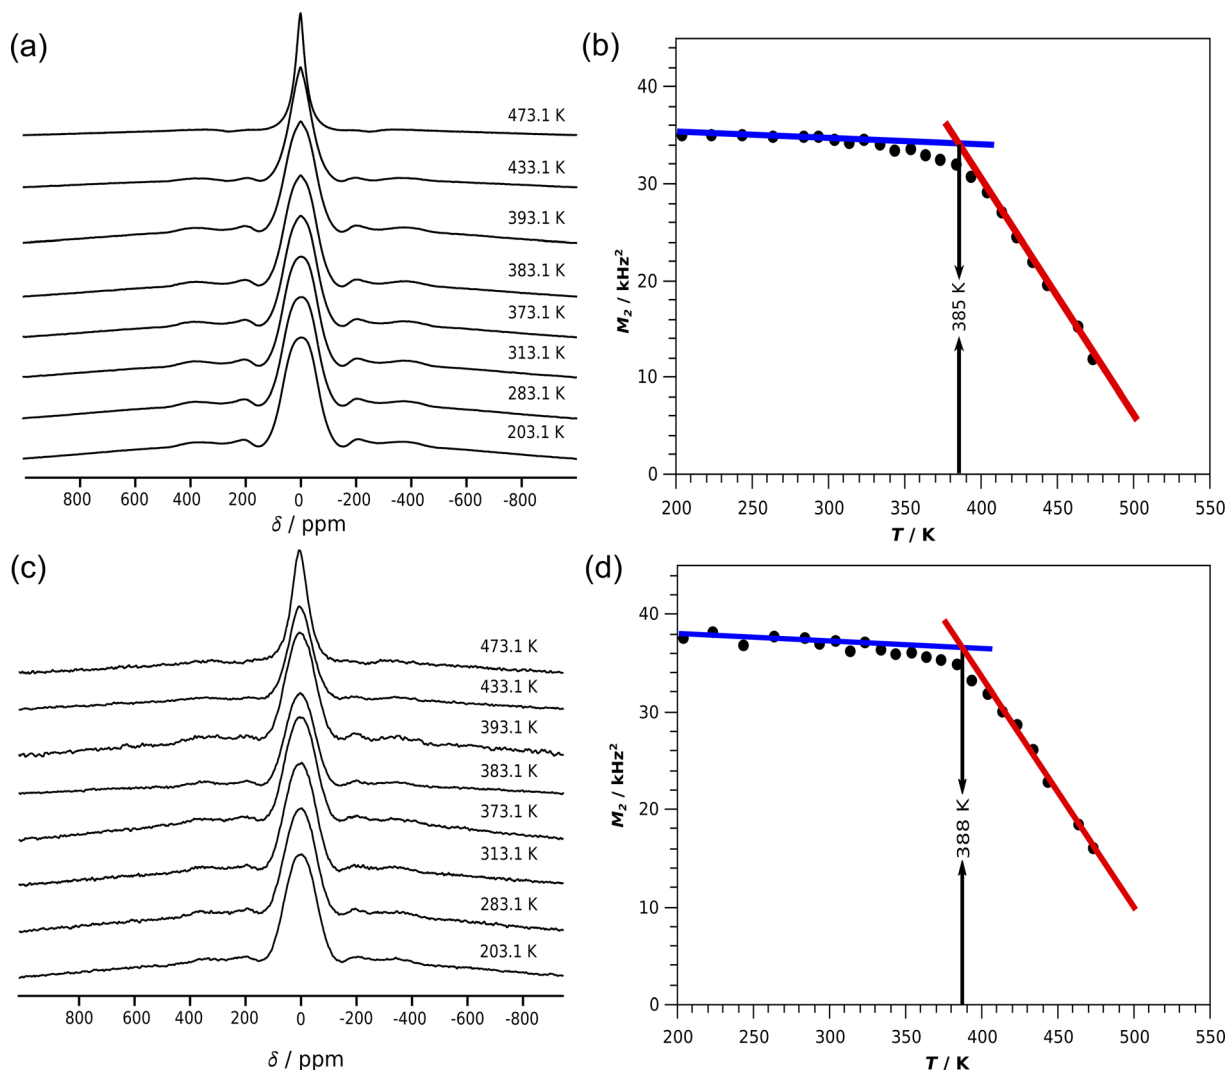 (a)
473.1 K
433.1 K
393.1 K
383.1 K
373.1 K
313.1 K
283.1 K
203.1 K
800 600 400 200 0 -200 -400 -600 -800
δ / ppm
(b)
40
30
20
10
0
M₂ / kHz²
385 K
200 250 300 350 400 450 500 550
T / K
(c)
473.1 K
433.1 K
393.1 K
383.1 K
373.1 K
313.1 K
283.1 K
203.1 K
800 600 400 200 0 -200 -400 -600 -800
δ / ppm
(d)
40
30
20
10
0
M₂ / kHz²
388 K
200 250 300 350 400 450 500 550
T / K